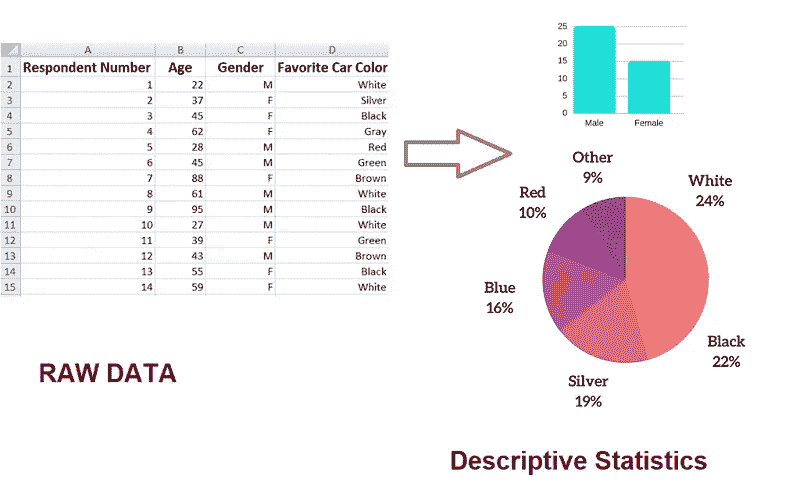 A B C D
1 Respondent Number Age Gender Favorite Car Color
2 1 22 M White
3 2 37 F Silver
4 3 45 F Black
5 4 62 F Gray
6 5 28 M Red
7 6 45 M Green
8 7 88 F Brown
9 8 61 M White
10 9 95 M Black
11 10 27 M White
12 11 39 F Green
13 12 43 M Brown
14 13 55 F Black
15 14 59 F White
RAW DATA
25
20
15
10
5
0
Male Female
Other
9%
White
24%
Red
10%
Blue
16%
Black
22%
Silver
19%
Descriptive Statistics